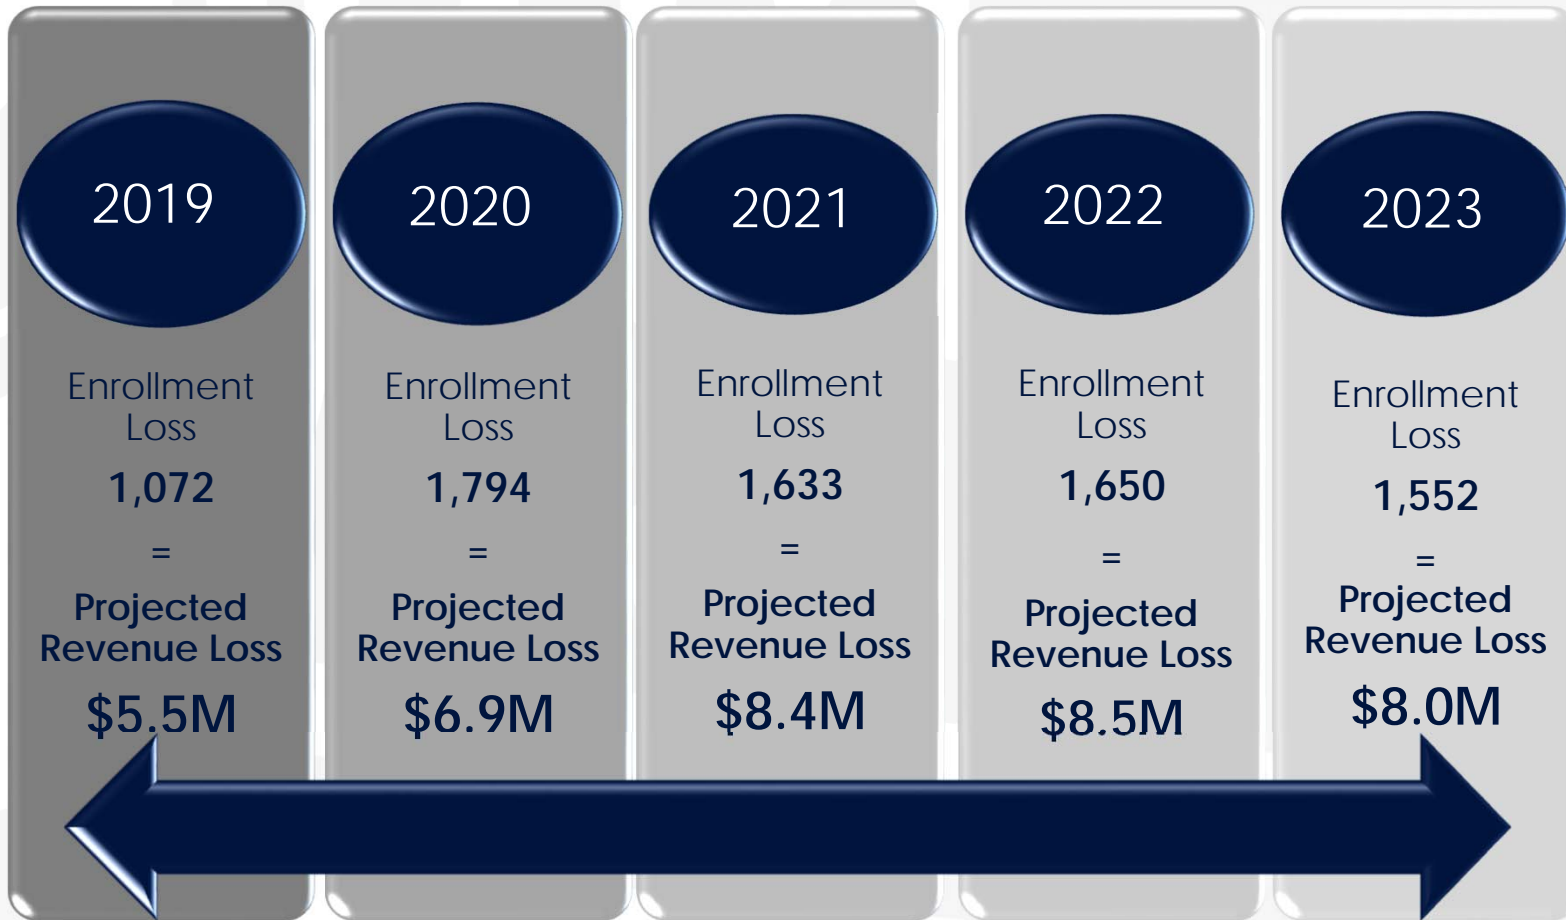 2019
Enrollment
Loss
1,072
=
Projected
Revenue Loss
$5.5M
2020
Enrollment
Loss
1,794
=
Projected
Revenue Loss
$6.9M
2021
Enrollment
Loss
1,633
=
Projected
Revenue Loss
$8.4M
2022
Enrollment
Loss
1,650
=
Projected
Revenue Loss
$8.5M
2023
Enrollment
Loss
1,552
=
Projected
Revenue Loss
$8.0M